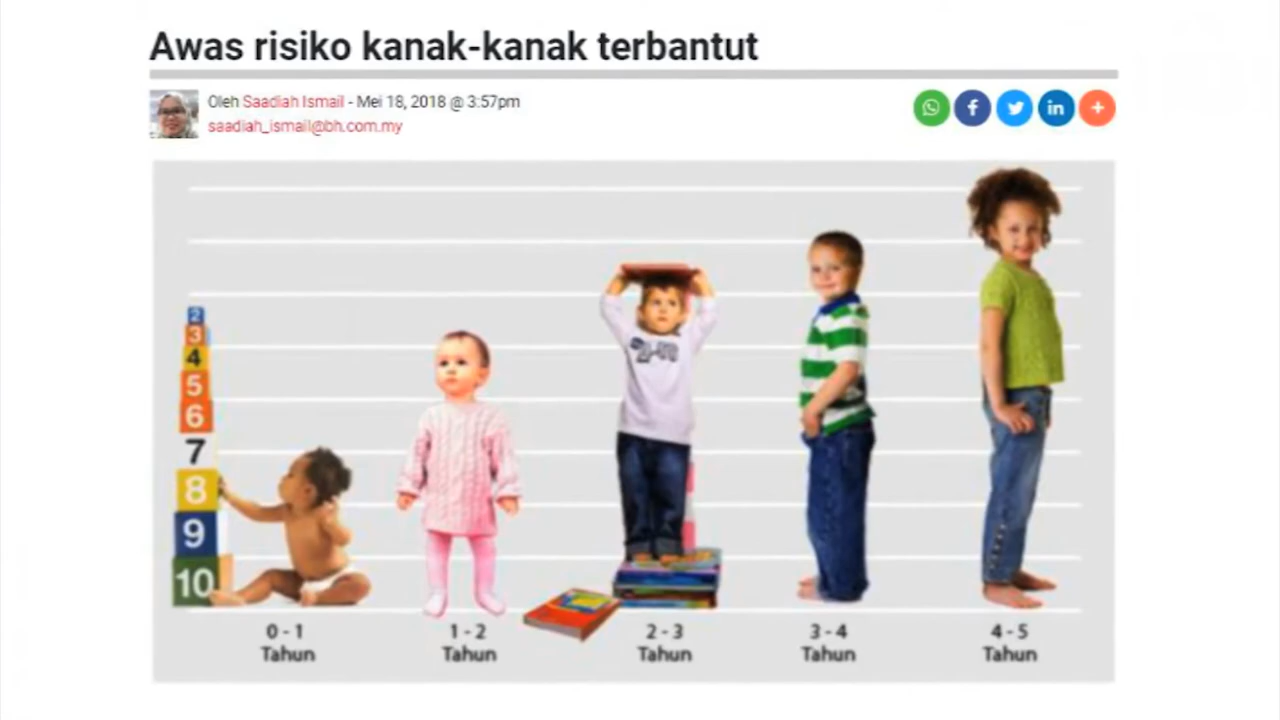 Awas risiko kanak-kanak terbantut
Oleh Saadiah Ismail - Mei 18, 2018 @ 3:57pm
saadiah_ismail@bh.com.my
2
3
4
5
6
7
8
9
10
0 - 1
Tahun
1 - 2
Tahun
2 - 3
Tahun
3 - 4
Tahun
4 - 5
Tahun